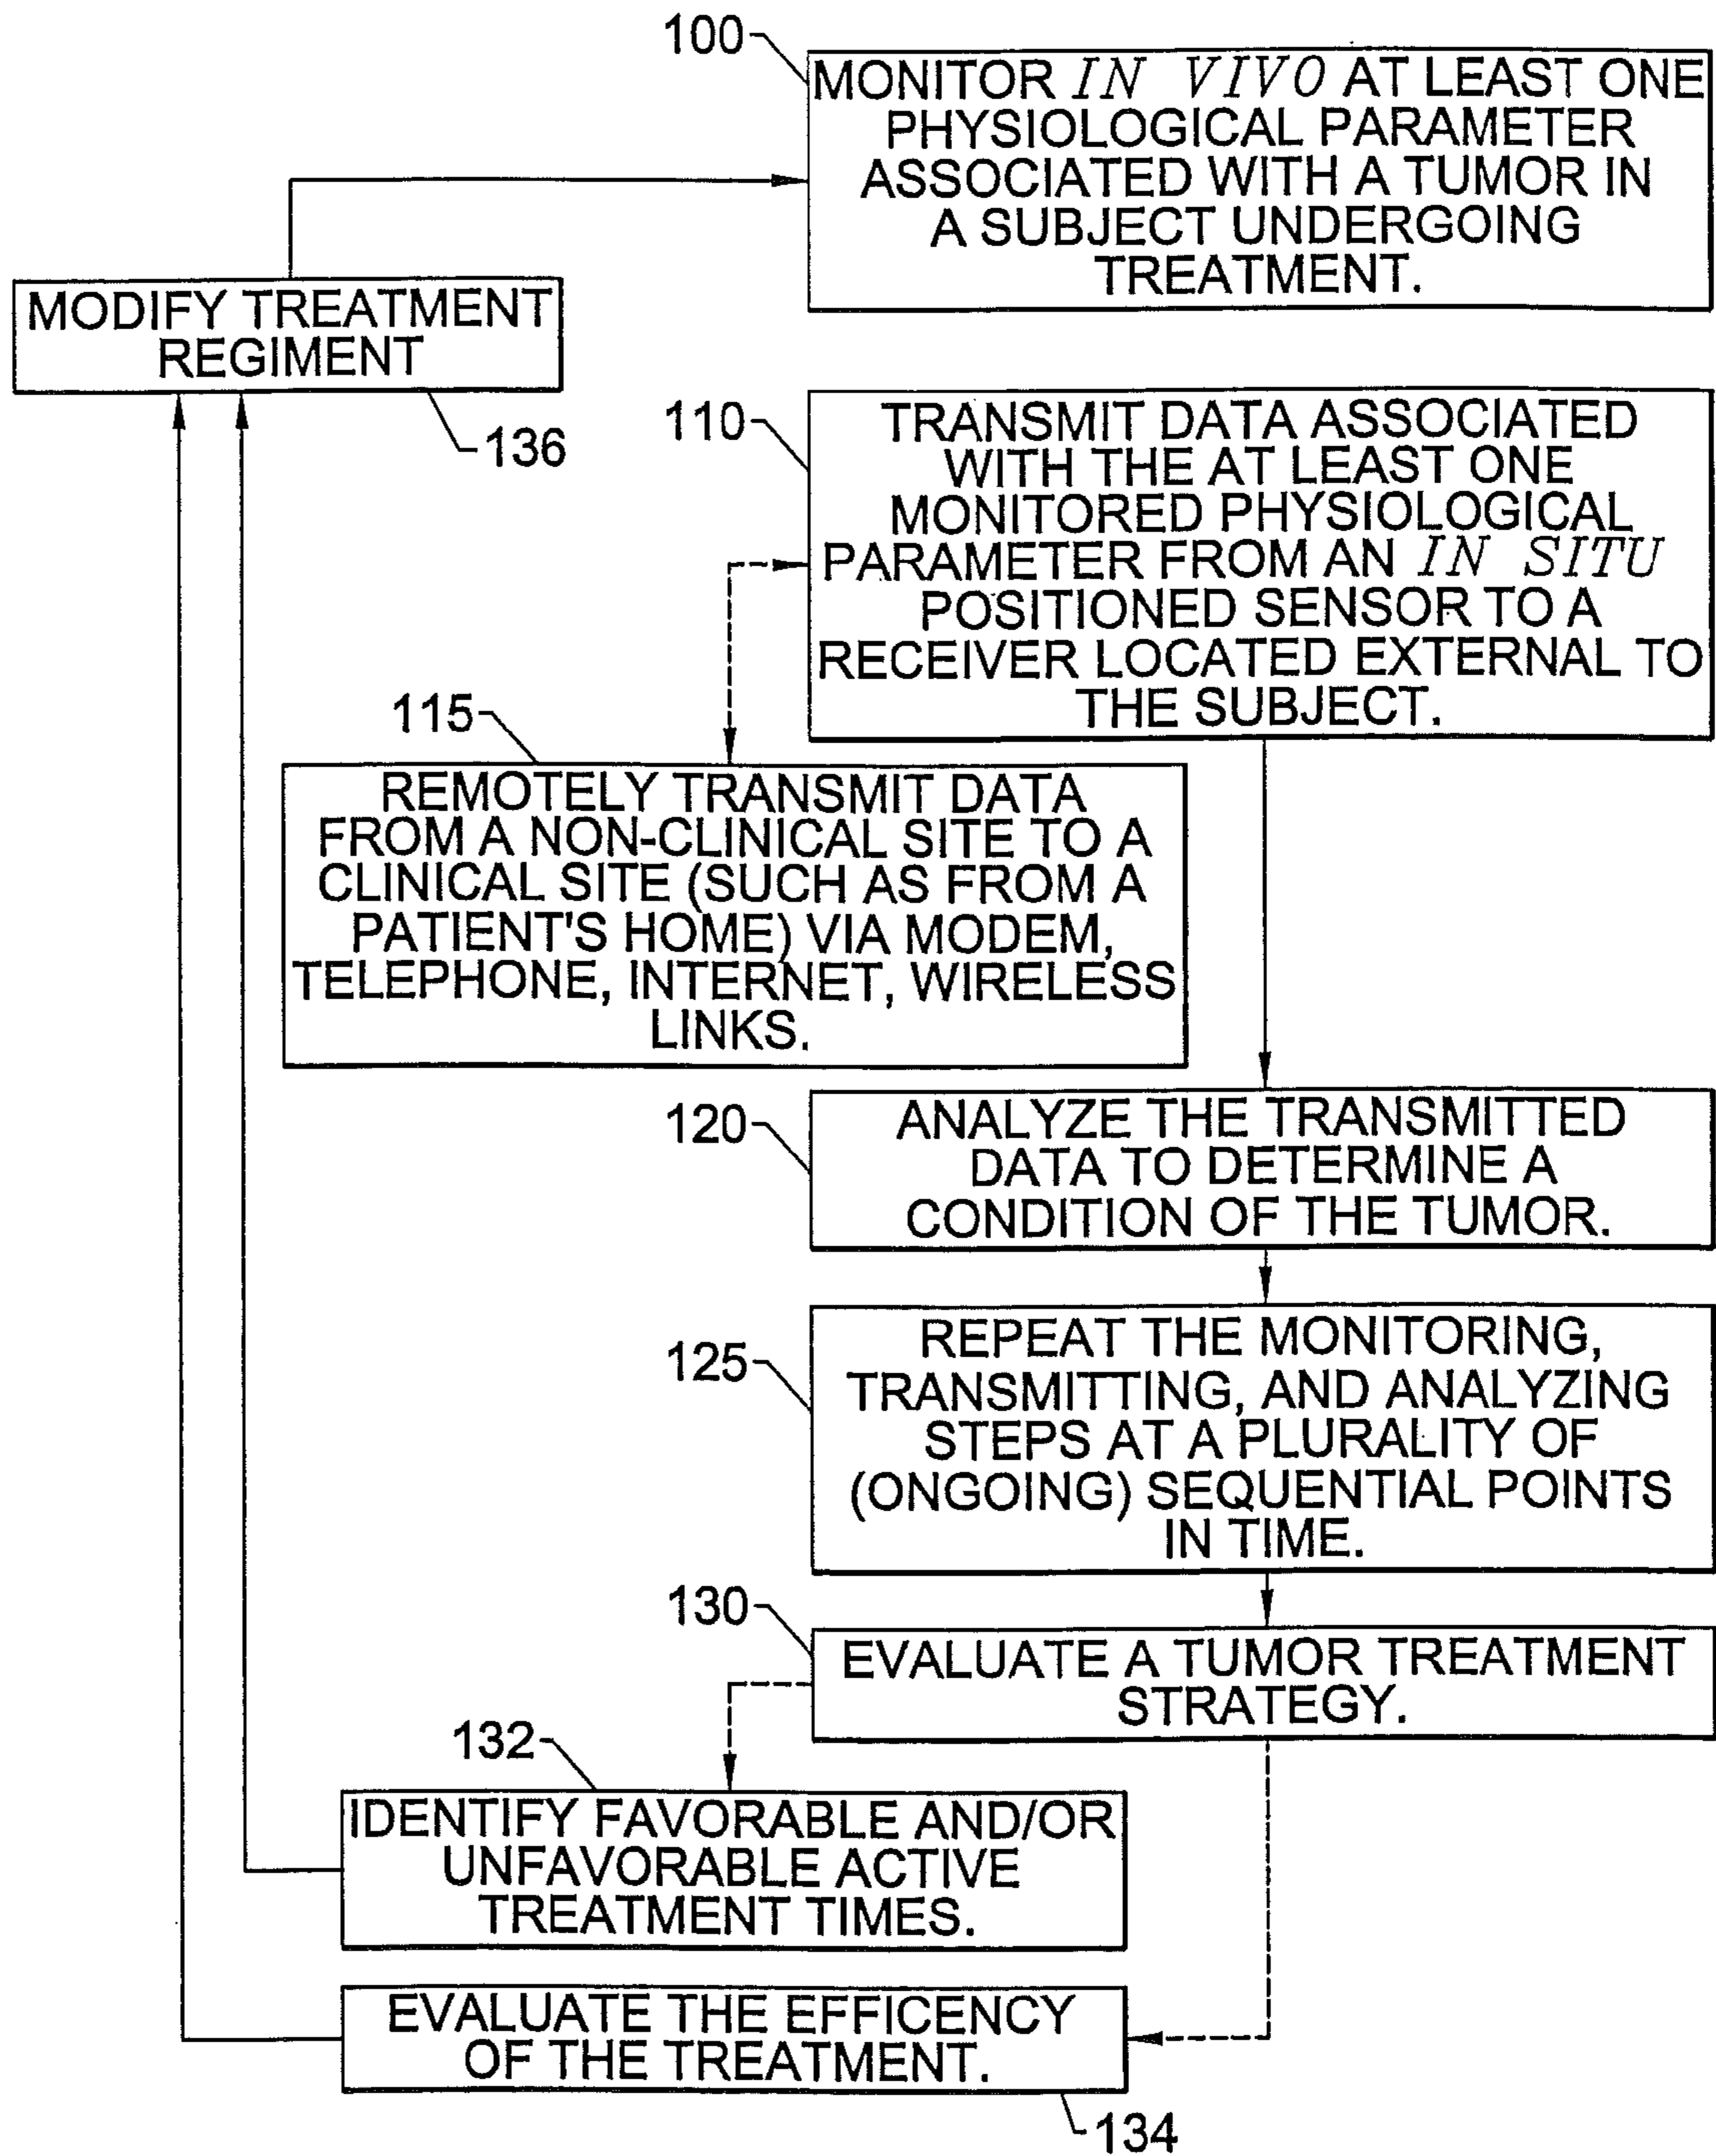 100
MONITOR IN VIVO AT LEAST ONE
PHYSIOLOGICAL PARAMETER
ASSOCIATED WITH A TUMOR IN
A SUBJECT UNDERGOING
TREATMENT.
MODIFY TREATMENT
REGIMENT
136
110
TRANSMIT DATA ASSOCIATED
WITH THE AT LEAST ONE
MONITORED PHYSIOLOGICAL
PARAMETER FROM AN IN SITU
POSITIONED SENSOR TO A
RECEIVER LOCATED EXTERNAL TO
THE SUBJECT.
115
REMOTELY TRANSMIT DATA
FROM A NON-CLINICAL SITE TO A
CLINICAL SITE (SUCH AS FROM A
PATIENT'S HOME) VIA MODEM,
TELEPHONE, INTERNET, WIRELESS
LINKS.
120
ANALYZE THE TRANSMITTED
DATA TO DETERMINE A
CONDITION OF THE TUMOR.
125
REPEAT THE MONITORING,
TRANSMITTING, AND ANALYZING
STEPS AT A PLURALITY OF
(ONGOING) SEQUENTIAL POINTS
IN TIME.
130
EVALUATE A TUMOR TREATMENT
STRATEGY.
132
IDENTIFY FAVORABLE AND/OR
UNFAVORABLE ACTIVE
TREATMENT TIMES.
EVALUATE THE EFFICENCY
OF THE TREATMENT.
134